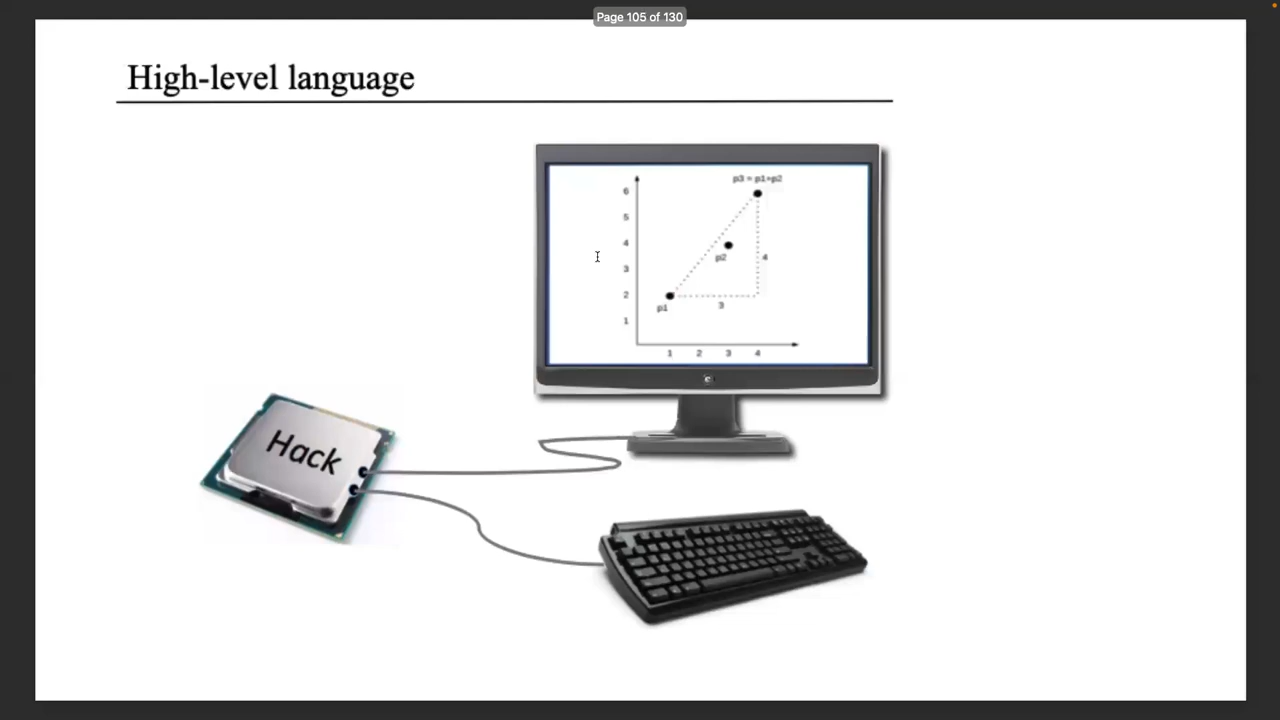 Page 105 of 130
High-level language
p3 = p1+p2
6
5
4
3
2
1
p2
4
p1
3
1 2 3 4
Hack